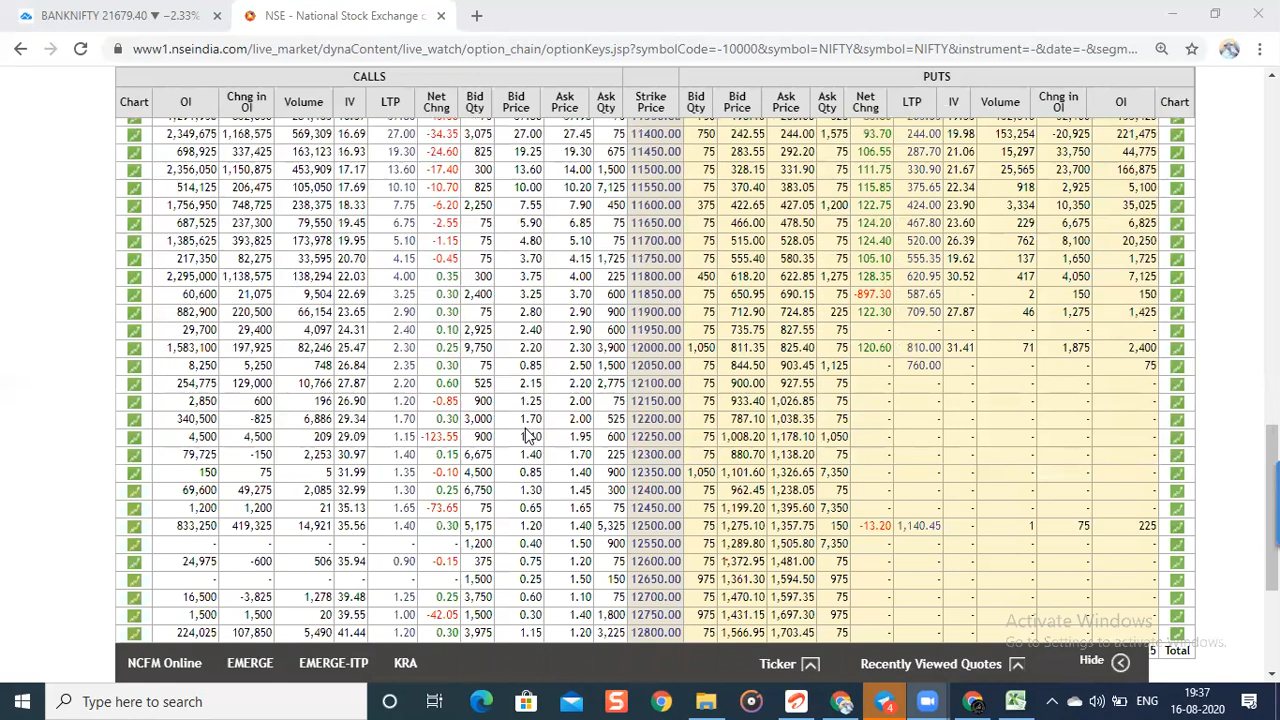 BANKNIFTY 21679.40 ▼ −2.33%
NSE - National Stock Exchange o
www1.nseindia.com/live_market/dynaContent/live_watch/option_chain/optionKeys.jsp?symbolCode=-10000&symbol=NIFTY&symbol=NIFTY&instrument=-&date=-&segm...
CALLS PUTS
Chart OI Chng in OI Volume IV LTP Net Chng Bid Qty Bid Price Ask Price Ask Qty Strike Price Bid Qty Bid Price Ask Price Ask Qty Net Chng LTP IV Volume Chng in OI OI Chart
2,349,675 1,168,575 569,309 16.69 27.00 -34.35 3,075 27.00 27.45 75 11400.00 750 242.55 244.00 1,375 93.70 244.00 19.98 153,254 -20,925 221,475
698,925 337,425 163,123 16.93 19.30 -24.60 825 19.25 19.30 675 11450.00 75 283.55 292.20 75 106.55 287.70 21.06 15,297 33,750 44,775
2,356,050 1,150,875 453,909 17.17 13.60 -17.40 300 13.60 14.00 1,500 11500.00 75 328.15 331.90 75 111.75 330.90 21.67 25,565 23,700 166,875
514,125 206,475 105,050 17.69 10.10 -10.70 825 10.00 10.20 7,125 11550.00 75 370.40 383.05 75 115.85 375.65 22.34 918 2,925 5,100
1,756,950 748,725 238,375 18.33 7.75 -6.20 2,250 7.55 7.90 450 11600.00 375 422.65 427.05 1,200 122.75 424.00 23.90 3,334 10,350 65,025
687,525 237,300 79,550 19.45 6.75 -2.55 75 5.90 6.85 75 11650.00 75 466.00 478.50 75 124.20 467.80 23.60 229 6,675 6,825
1,385,625 393,825 173,978 19.95 5.10 -1.15 75 4.80 5.10 75 11700.00 75 515.00 528.05 75 124.40 520.00 26.39 762 8,100 20,250
217,350 82,275 33,595 20.70 4.15 -0.45 75 3.70 4.15 1,725 11750.00 75 555.40 580.35 75 105.10 555.35 19.62 137 1,650 1,725
2,295,000 1,138,575 138,294 22.03 4.00 0.35 300 3.75 4.00 225 11800.00 450 618.20 622.85 1,275 128.35 620.95 30.52 417 4,050 7,125
60,600 21,075 9,504 22.69 3.25 0.30 2,400 3.25 3.70 600 11850.00 75 650.95 690.15 75 -897.30 587.65 - 2 150 150
882,900 220,500 66,154 23.65 2.90 0.30 75 2.80 2.90 900 11900.00 75 712.90 724.85 225 122.30 709.50 27.87 46 1,275 1,425
29,700 29,400 4,097 24.31 2.40 0.10 2,925 2.40 2.90 600 11950.00 75 735.75 827.55 75 - - - - - -
1,583,100 197,925 82,246 25.47 2.30 0.25 9,750 2.20 2.30 3,900 12000.00 1,050 811.35 825.40 75 120.60 810.00 31.41 71 1,875 2,400
8,250 5,250 748 26.84 2.35 0.30 75 0.85 2.50 1,500 12050.00 75 844.50 903.45 1,125 - 760.00 - - - 75
254,775 129,000 10,766 27.87 2.20 0.60 525 2.15 2.20 2,775 12100.00 75 900.00 927.55 75 - - - - - -
2,850 600 196 26.90 1.20 -0.85 900 1.25 2.00 75 12150.00 75 933.40 1,026.85 75 - - - - - -
340,500 -825 6,886 29.34 1.70 0.30 3,000 1.70 2.00 525 12200.00 75 787.10 1,038.35 75 - - - - - -
4,500 4,500 209 29.09 1.15 -123.55 900 1.95 600 12250.00 75 1,008.20 1,178.10 1,050 - - - - - -
79,725 -150 2,253 30.97 1.40 0.15 6,675 1.40 1.70 225 12300.00 75 880.70 1,138.20 75 - - - - - -
150 75 5 31.99 1.35 -0.10 4,500 0.85 1.40 900 12350.00 1,050 1,101.60 1,326.65 7,350 - - - - - -
69,600 49,275 2,085 32.99 1.30 0.25 6,750 1.30 1.45 300 12400.00 75 962.45 1,238.05 75 - - - - - -
1,200 1,200 21 35.13 1.65 -73.65 75 0.65 1.65 75 12450.00 75 1,199.20 1,395.60 7,350 - - - - - -
833,250 419,325 14,921 35.56 1.40 0.30 5,175 1.20 1.40 5,325 12500.00 75 1,275.10 1,357.75 150 -13.20 1,140.45 - 1 75 225
- - - - - - 1,200 0.40 1.50 900 12550.00 75 1,289.80 1,505.80 7,350 - - - - - -
24,975 -600 506 35.94 0.90 -0.15 375 0.75 1.20 75 12600.00 75 1,372.95 1,481.00 75 - - - - - -
- - - - - - 1,500 0.25 1.50 150 12650.00 975 1,361.30 1,594.50 975 - - - - - -
16,500 -3,825 1,278 39.48 1.25 0.25 3,750 0.60 1.10 75 12700.00 75 1,470.10 1,597.35 75 - - - - - -
1,500 1,500 20 39.55 1.00 -42.05 1,500 0.30 1.40 1,800 12750.00 975 1,431.15 1,697.30 975 - - - - - -
224,025 107,850 5,490 41.44 1.20 0.30 3,975 1.15 1.20 3,225 12800.00 75 1,566.95 1,703.45 75 - - - - - -
Activate Windows
Go to Settings to activate Windows.
5 Total
NCFM Online EMERGE EMERGE-ITP KRA Ticker Recently Viewed Quotes Hide
Type here to search
4
ENG
19:37
16-08-2020